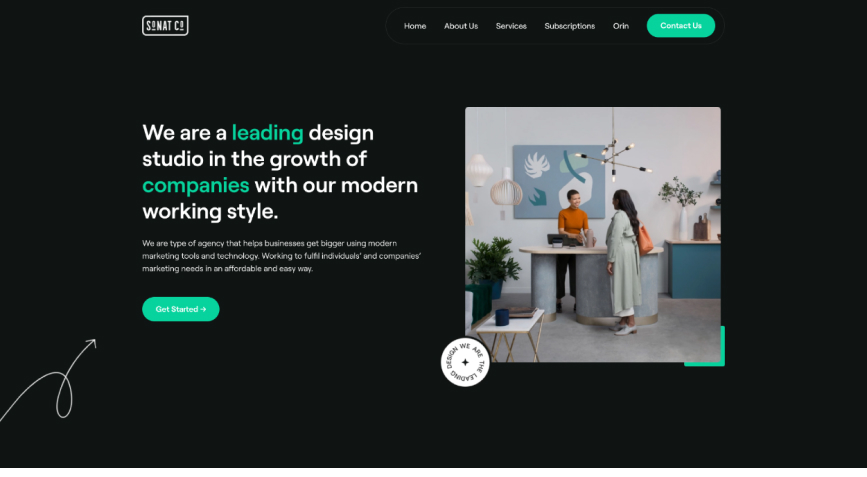 SONAT CO
Home
About Us
Services
Subscriptions
Orin
Contact Us
We are a leading design
studio in the growth of
companies with our modern
working style.
We are type of agency that helps businesses get bigger using modern
marketing tools and technology. Working to fulfil individuals' and companies'
marketing needs in an affordable and easy way.
Get Started →
WE ARE THE LEADING DESIGN